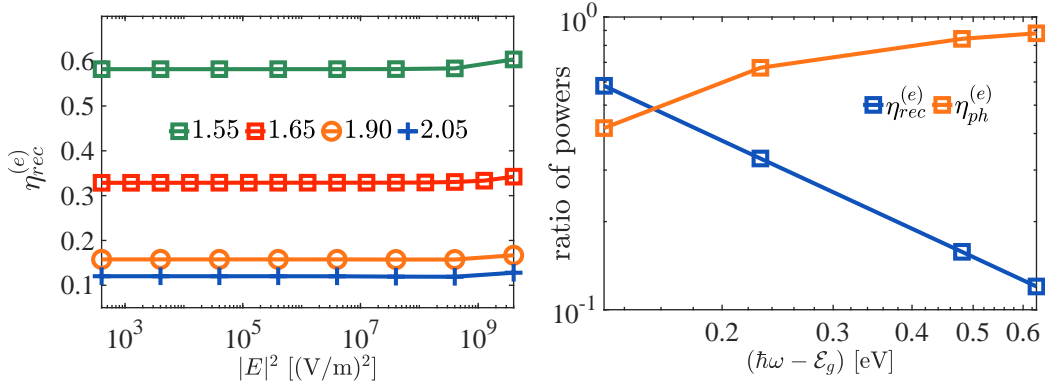 η_rec^(e)
0.6
0.5
0.4
0.3
0.2
0.1
1.55 1.65 1.90 2.05
10^3 10^5 10^7 10^9
|E|^2 [(V/m)^2]
ratio of powers
10^0
10^-1
η_rec^(e) η_ph^(e)
0.2 0.3 0.4 0.5 0.6
(ħω − ℰ_g) [eV]